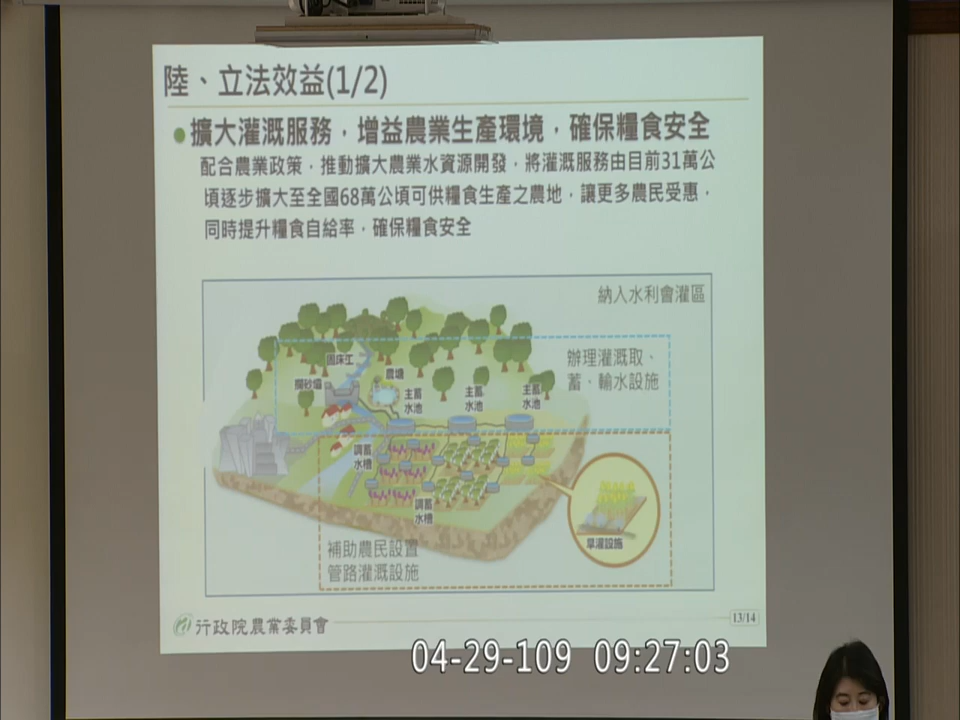 陸、立法效益(1/2)
擴大灌溉服務，增益農業生產環境，確保糧食安全
配合農業政策，推動擴大農業水資源開發，將灌溉服務由目前31萬公
頃逐步擴大至全國68萬公頃可供糧食生產之農地，讓更多農民受惠，
同時提升糧食自給率，確保糧食安全
納入水利會灌區
辦理灌溉取、
蓄、輸水設施
固床工
攔砂壩
農塘
主蓄
水池
主蓄
水池
主蓄
水池
調蓄
水槽
調蓄
水槽
旱灌設施
補助農民設置
管路灌溉設施
行政院農業委員會
13/14
04-29-109 09:27:03